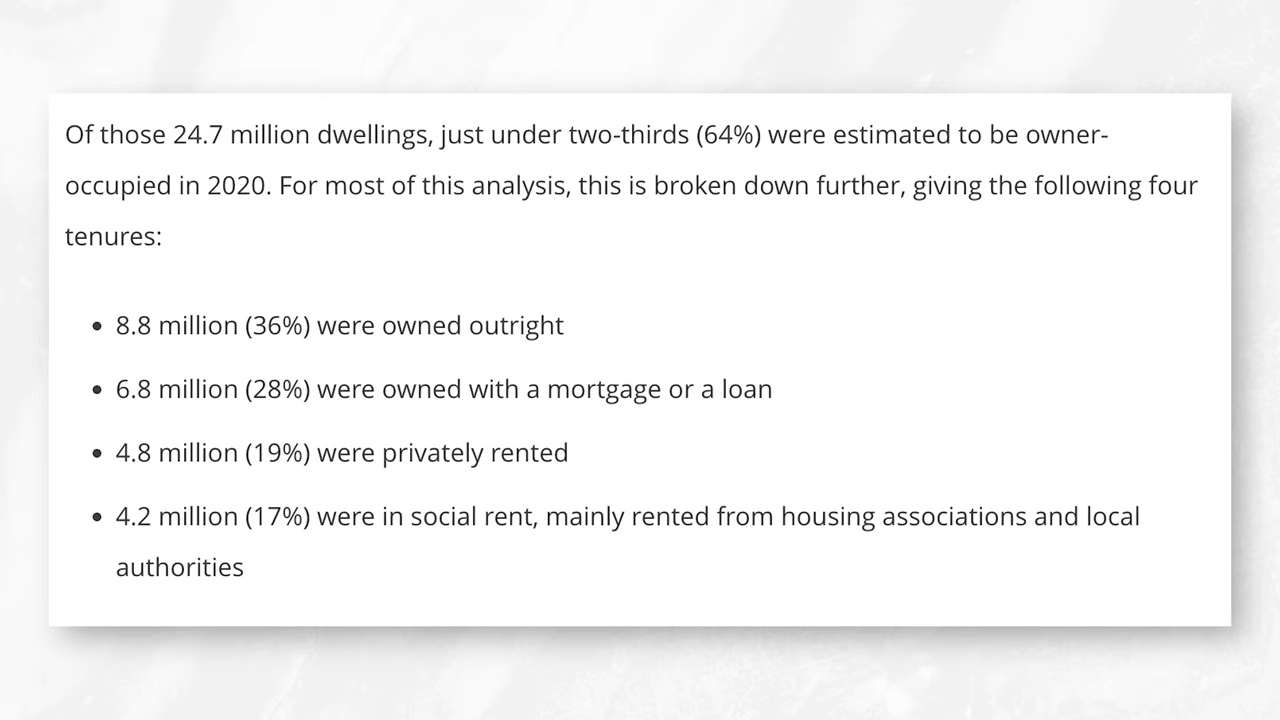 Of those 24.7 million dwellings, just under two-thirds (64%) were estimated to be owner-
occupied in 2020. For most of this analysis, this is broken down further, giving the following four
tenures:
• 8.8 million (36%) were owned outright
• 6.8 million (28%) were owned with a mortgage or a loan
• 4.8 million (19%) were privately rented
• 4.2 million (17%) were in social rent, mainly rented from housing associations and local
authorities